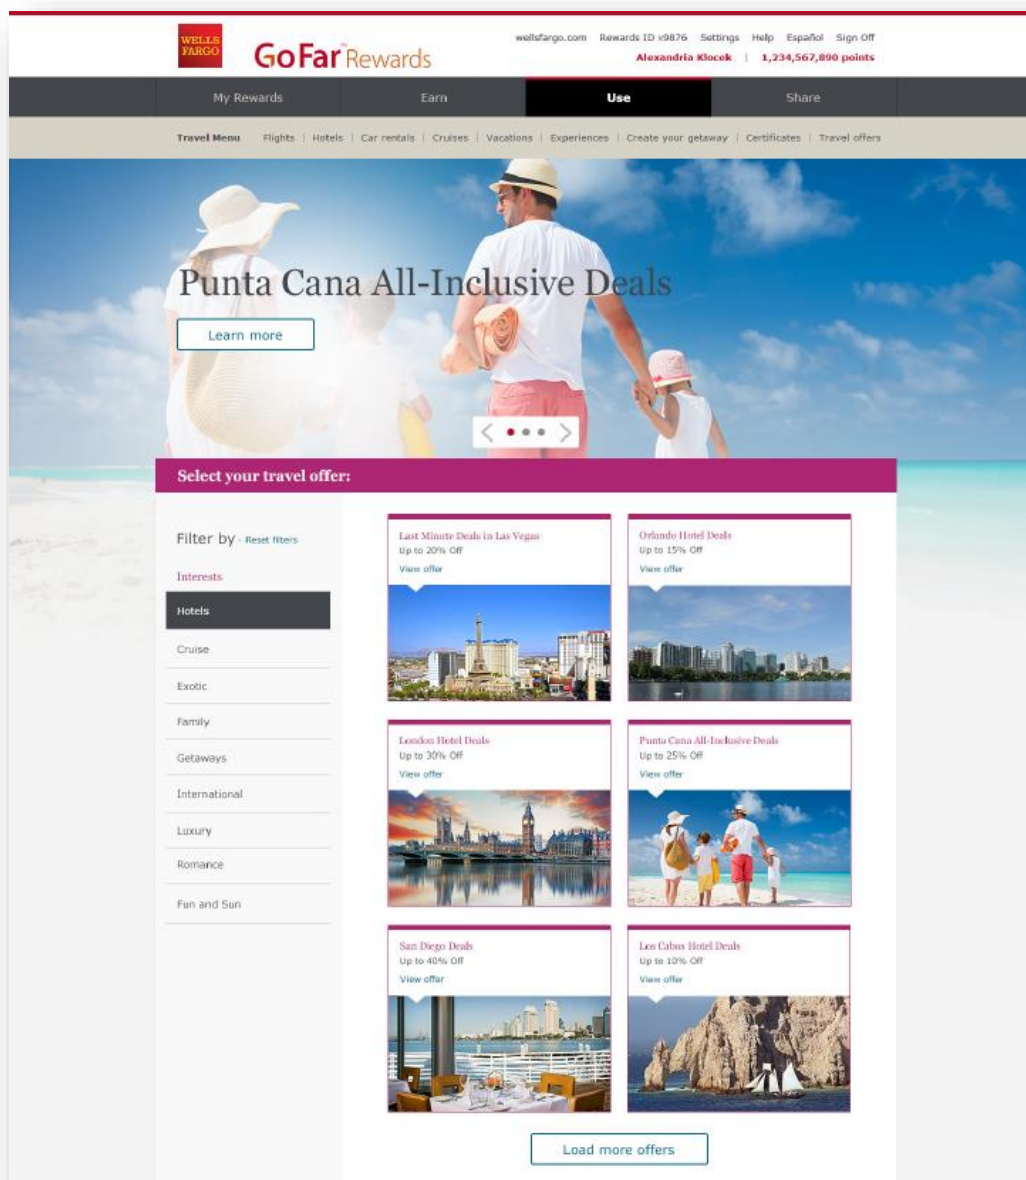 WELLS
FARGO
GoFar™ Rewards
wellsfargo.com Rewards ID x9876 Settings Help Español Sign Off
Alexandria Klocek | 1,234,567,890 points
My Rewards Earn Use Share
Travel Menu Flights | Hotels | Car rentals | Cruises | Vacations | Experiences | Create your getaway | Certificates | Travel offers
Punta Cana All-Inclusive Deals
Learn more
Select your travel offer:
Filter by - Reset filters
Interests
Hotels
Cruise
Exotic
Family
Getaways
International
Luxury
Romance
Fun and Sun
Last Minute Deals in Las Vegas
Up to 20% Off
View offer
Orlando Hotel Deals
Up to 15% Off
View offer
London Hotel Deals
Up to 30% Off
View offer
Punta Cana All-Inclusive Deals
Up to 25% Off
View offer
San Diego Deals
Up to 40% Off
View offer
Los Cabos Hotel Deals
Up to 10% Off
View offer
Load more offers